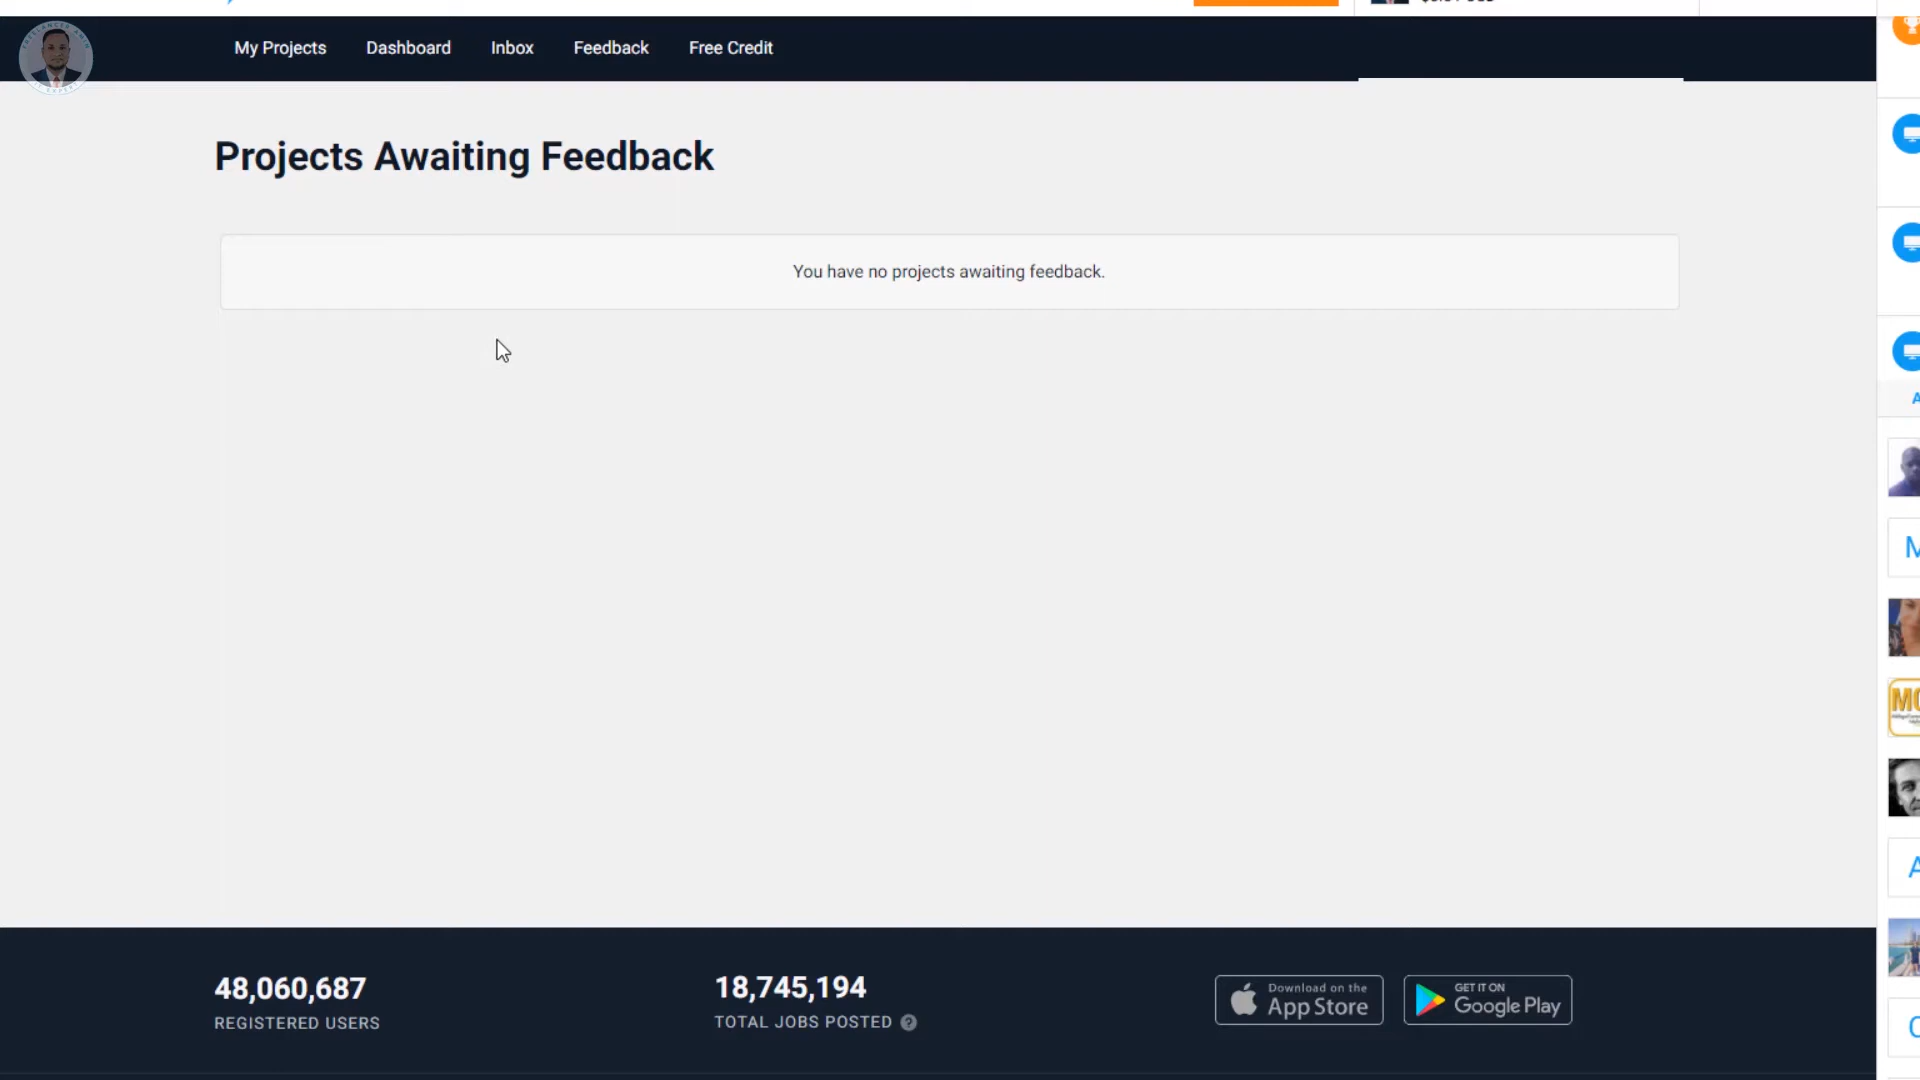 My Projects
Dashboard
Inbox
Feedback
Free Credit
Projects Awaiting Feedback
You have no projects awaiting feedback.
48,060,687
REGISTERED USERS
18,745,194
TOTAL JOBS POSTED ?
Download on the
App Store
GET IT ON
Google Play